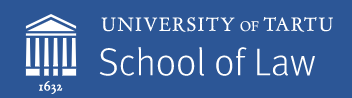 UNIVERSITY OF TARTU
School of Law
1632